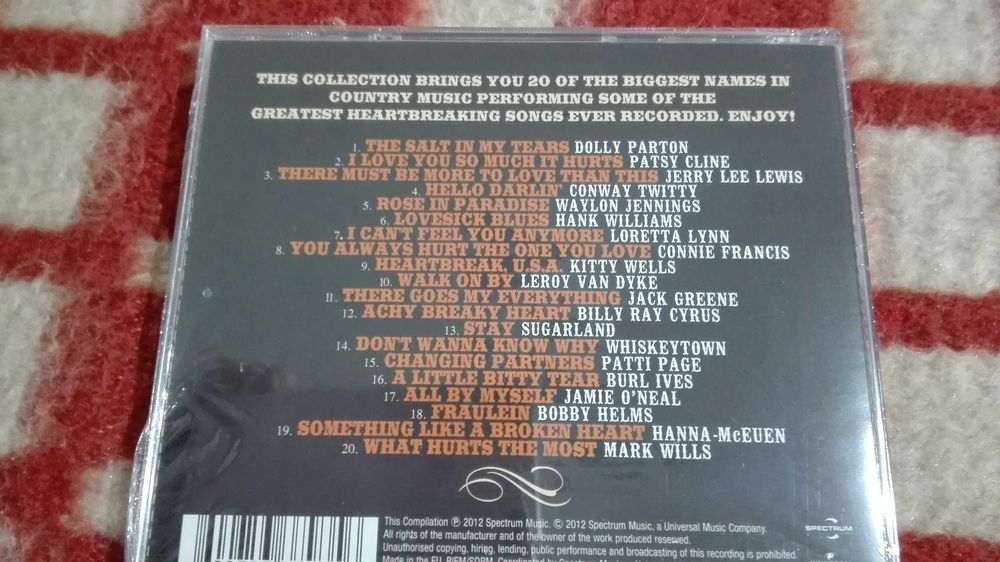 THIS COLLECTION BRINGS YOU 20 OF THE BIGGEST NAMES IN
COUNTRY MUSIC PERFORMING SOME OF THE
GREATEST HEARTBREAKING SONGS EVER RECORDED. ENJOY!
1. THE SALT IN MY TEARS DOLLY PARTON
2. I LOVE YOU SO MUCH IT HURTS PATSY CLINE
3. THERE MUST BE MORE TO LOVE THAN THIS JERRY LEE LEWIS
4. HELLO DARLIN' CONWAY TWITTY
5. ROSE IN PARADISE WAYLON JENNINGS
6. LOVESICK BLUES HANK WILLIAMS
7. I CAN'T FEEL YOU ANYMORE LORETTA LYNN
8. YOU ALWAYS HURT THE ONE YOU LOVE CONNIE FRANCIS
9. HEARTBREAK, U.S.A. KITTY WELLS
10. WALK ON BY LEROY VAN DYKE
11. THERE GOES MY EVERYTHING JACK GREENE
12. ACHY BREAKY HEART BILLY RAY CYRUS
13. STAY SUGARLAND
14. DON'T WANNA KNOW WHY WHISKEYTOWN
15. CHANGING PARTNERS PATTI PAGE
16. A LITTLE BITTY TEAR BURL IVES
17. ALL BY MYSELF JAMIE O'NEAL
18. FRAULEIN BOBBY HELMS
19. SOMETHING LIKE A BROKEN HEART HANNA-McEUEN
20. WHAT HURTS THE MOST MARK WILLS
This Compilation ℗ 2012 Spectrum Music. © 2012 Spectrum Music, a Universal Music Company.
All rights of the manufacturer and of the owner of the work produced reserved.
Unauthorised copying, hiring, lending, public performance and broadcasting of this recording is prohibited.
Made in the EU. BIEM/SDRM.
SPECTRUM